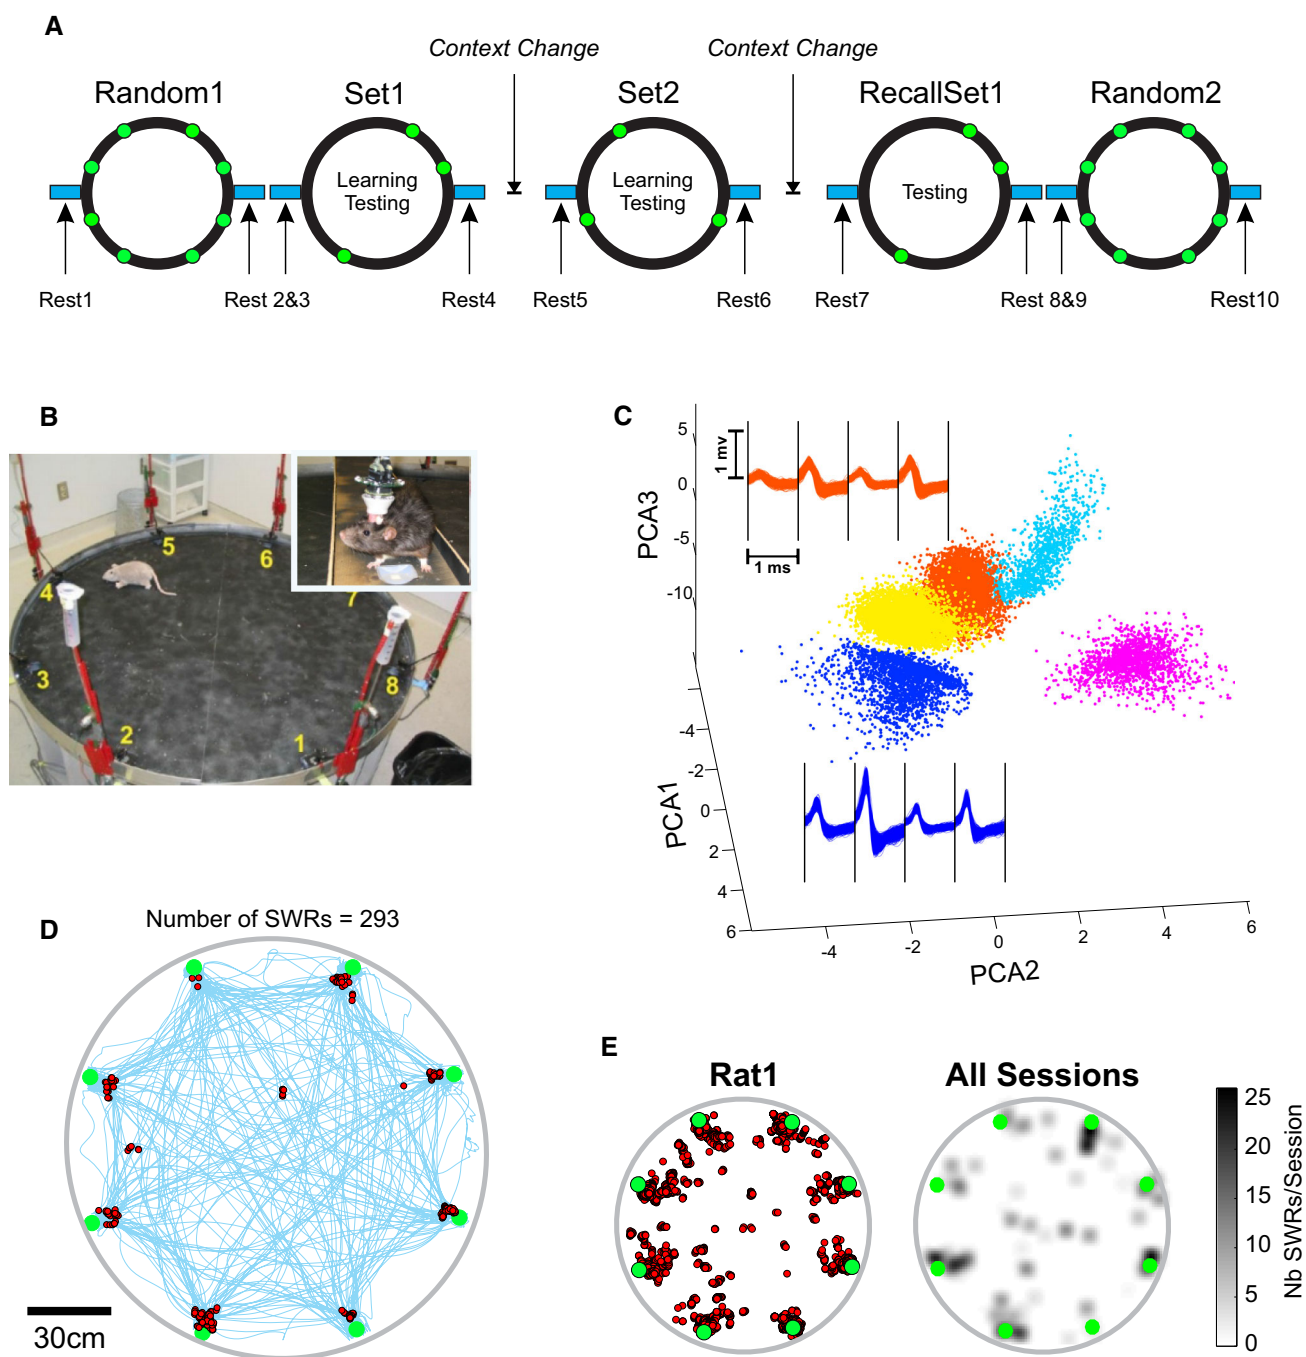 A
Context Change
Context Change
Random1
Set1
Set2
RecallSet1
Random2
Learning
Testing
Learning
Testing
Testing
Rest1
Rest 2&3
Rest4
Rest5
Rest6
Rest7
Rest 8&9
Rest10
B
5
6
4
7
3
8
2
1
C
5
0
-5
-10
PCA3
1 mv
1 ms
-4
-2
0
2
4
6
PCA1
-4
-2
0
2
4
6
PCA2
D
Number of SWRs = 293
30cm
E
Rat1
All Sessions
25
20
15
10
5
0
Nb SWRs/Session